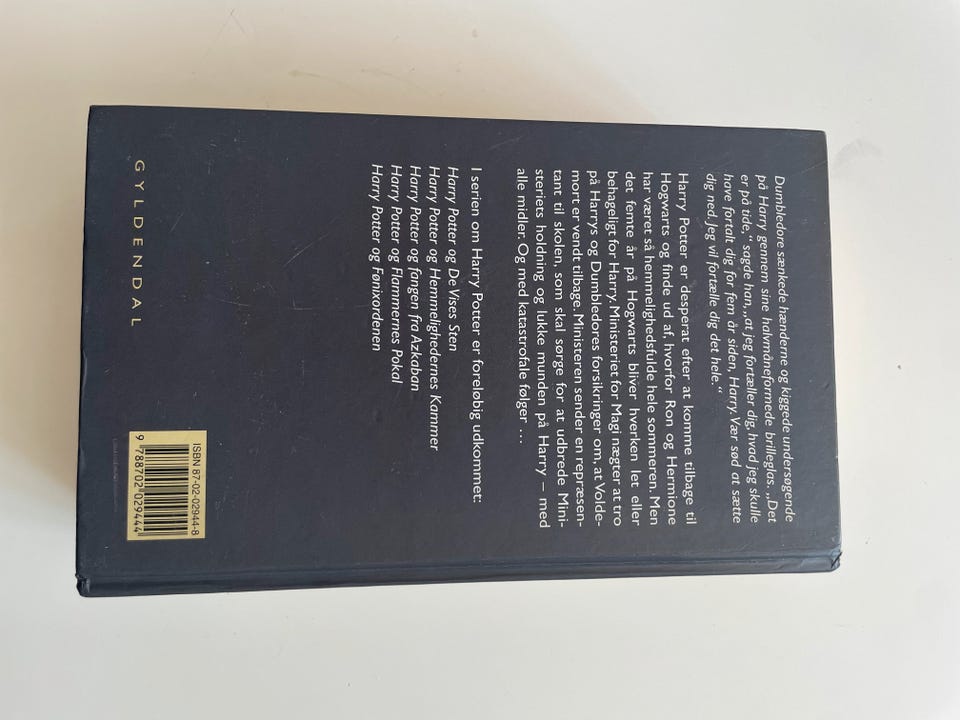 Dumbledore sænkede hænderne og kiggede undersøgende
på Harry gennem sine halvmåneformede brilleglas. „Det
er på tide,“ sagde han, „at jeg fortæller dig, hvad jeg skulle
have fortalt dig for fem år siden, Harry. Vær sød at sætte
dig ned. Jeg vil fortælle dig det hele.“
Harry Potter er desperat efter at komme tilbage til
Hogwarts og finde ud af, hvorfor Ron og Hermione
har været så hemmelighedsfulde hele sommeren. Men
det femte år på Hogwarts bliver hverken let eller
behageligt for Harry. Ministeriet for Magi nægter at tro
på Harrys og Dumbledores forsikringer om, at Volde-
mort er vendt tilbage. Ministeren sender en repræsen-
tant til skolen, som skal sørge for at udbrede Mini-
steriets holdning og lukke munden på Harry – med
alle midler. Og med katastrofale følger ...
I serien om Harry Potter er foreløbig udkommet:
Harry Potter og De Vises Sten
Harry Potter og Hemmelighedernes Kammer
Harry Potter og fangen fra Azkaban
Harry Potter og Flammernes Pokal
Harry Potter og Fønixordenen
GYLDENDAL
ISBN 87-02-02944-8
9 788702 029444